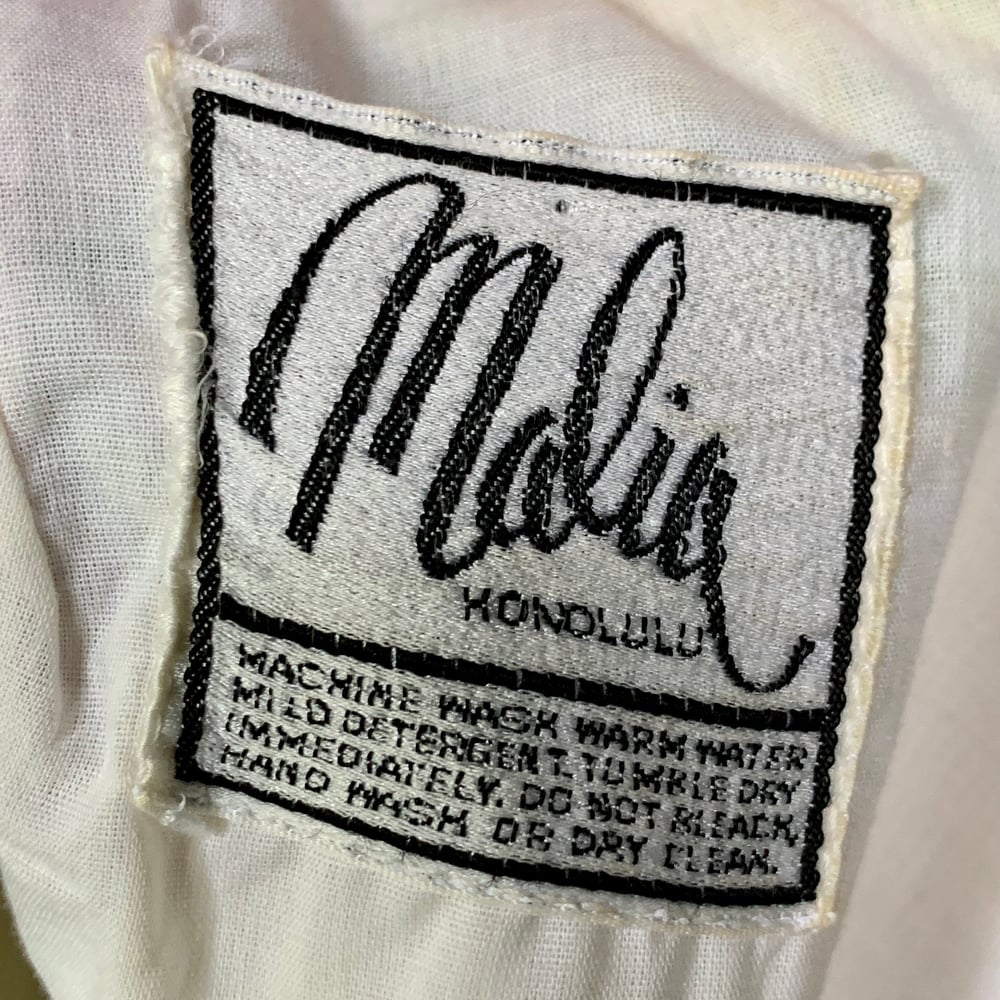 Malia
HONOLULU
MACHINE WASH WARM WATER
MILD DETERGENT. TUMBLE DRY
IMMEDIATELY. DO NOT BLEACH,
HAND WASH OR DRY CLEAN.